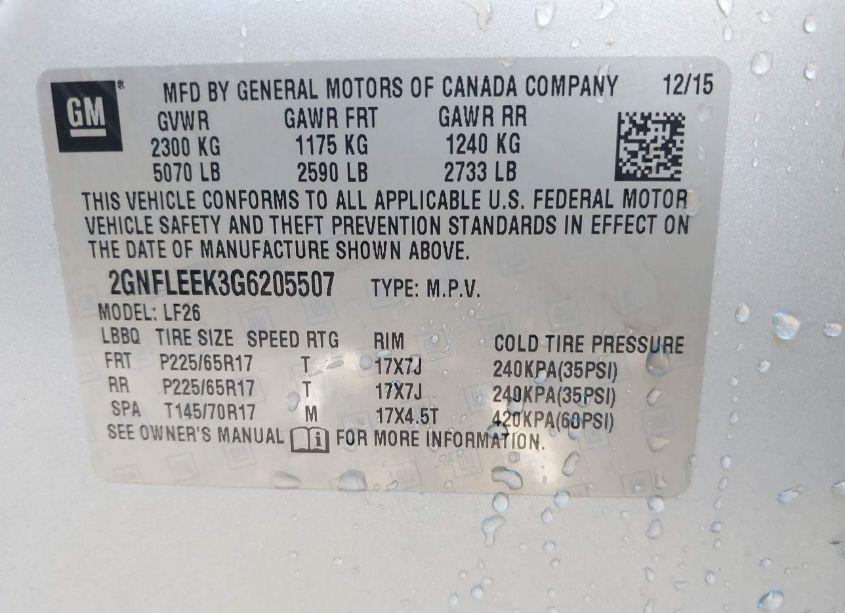 GM
MFD BY GENERAL MOTORS OF CANADA COMPANY 12/15
GVWR GAWR FRT GAWR RR
2300 KG 1175 KG 1240 KG
5070 LB 2590 LB 2733 LB
THIS VEHICLE CONFORMS TO ALL APPLICABLE U.S. FEDERAL MOTOR
VEHICLE SAFETY AND THEFT PREVENTION STANDARDS IN EFFECT ON
THE DATE OF MANUFACTURE SHOWN ABOVE.
2GNFLEEK3G6205507 TYPE: M.P.V.
MODEL: LF26
LBBQ TIRE SIZE SPEED RTG RIM COLD TIRE PRESSURE
FRT P225/65R17 T 17X7J 240KPA(35PSI)
RR P225/65R17 T 17X7J 240KPA(35PSI)
SPA T145/70R17 M 17X4.5T 420KPA(60PSI)
SEE OWNER'S MANUAL i FOR MORE INFORMATION.